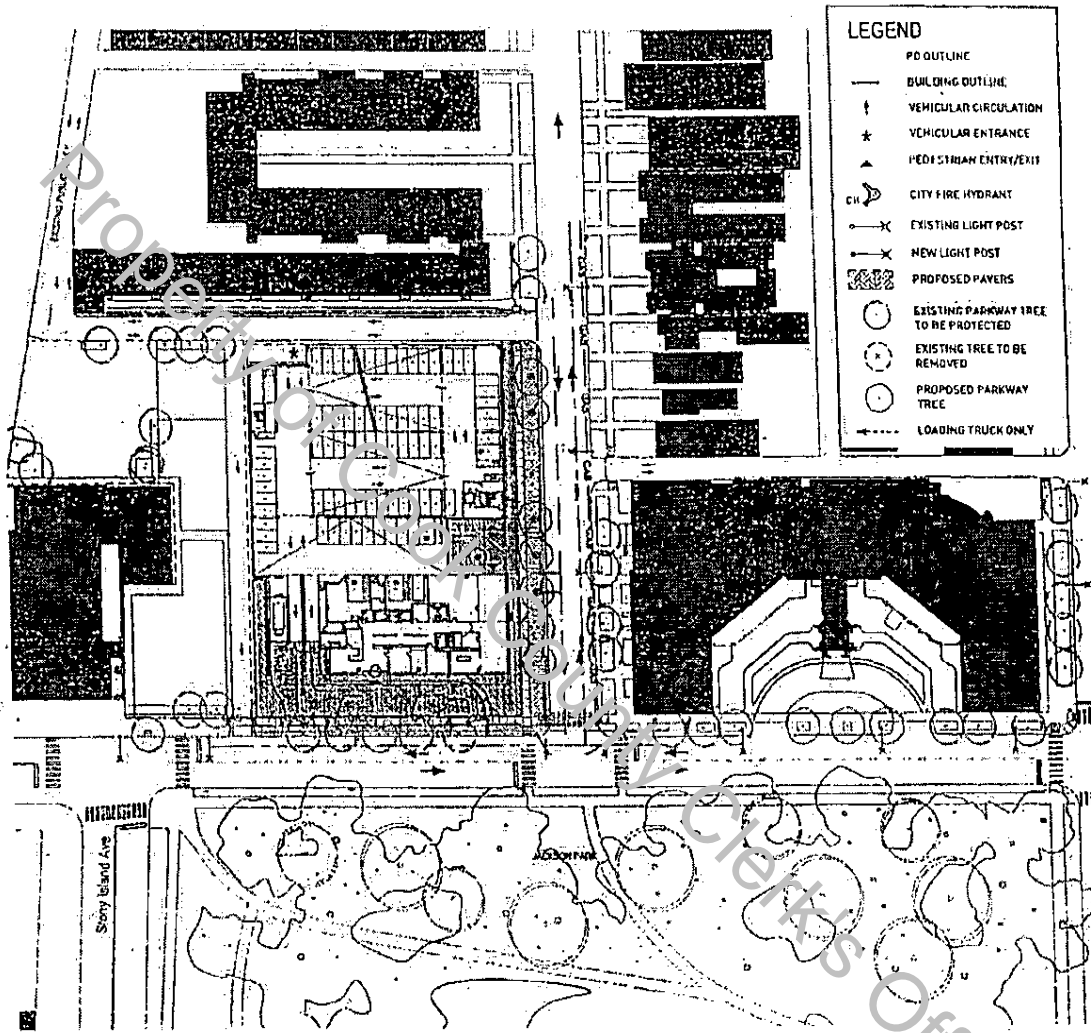 LEGEND
PD OUTLINE
BUILDING OUTLINE
VEHICULAR CIRCULATION
VEHICULAR ENTRANCE
PEDESTRIAN ENTRY/EXIT
CITY FIRE HYDRANT
EXISTING LIGHT POST
NEW LIGHT POST
PROPOSED PAVERS
EXISTING PARKWAY TREE
TO BE PROTECTED
EXISTING TREE TO BE
REMOVED
PROPOSED PARKWAY
TREE
LOADING TRUCK ONLY
EXISTING PUBLIC
JACKSON PARK
Stony Island Ave
Property of Cook County Clerk's